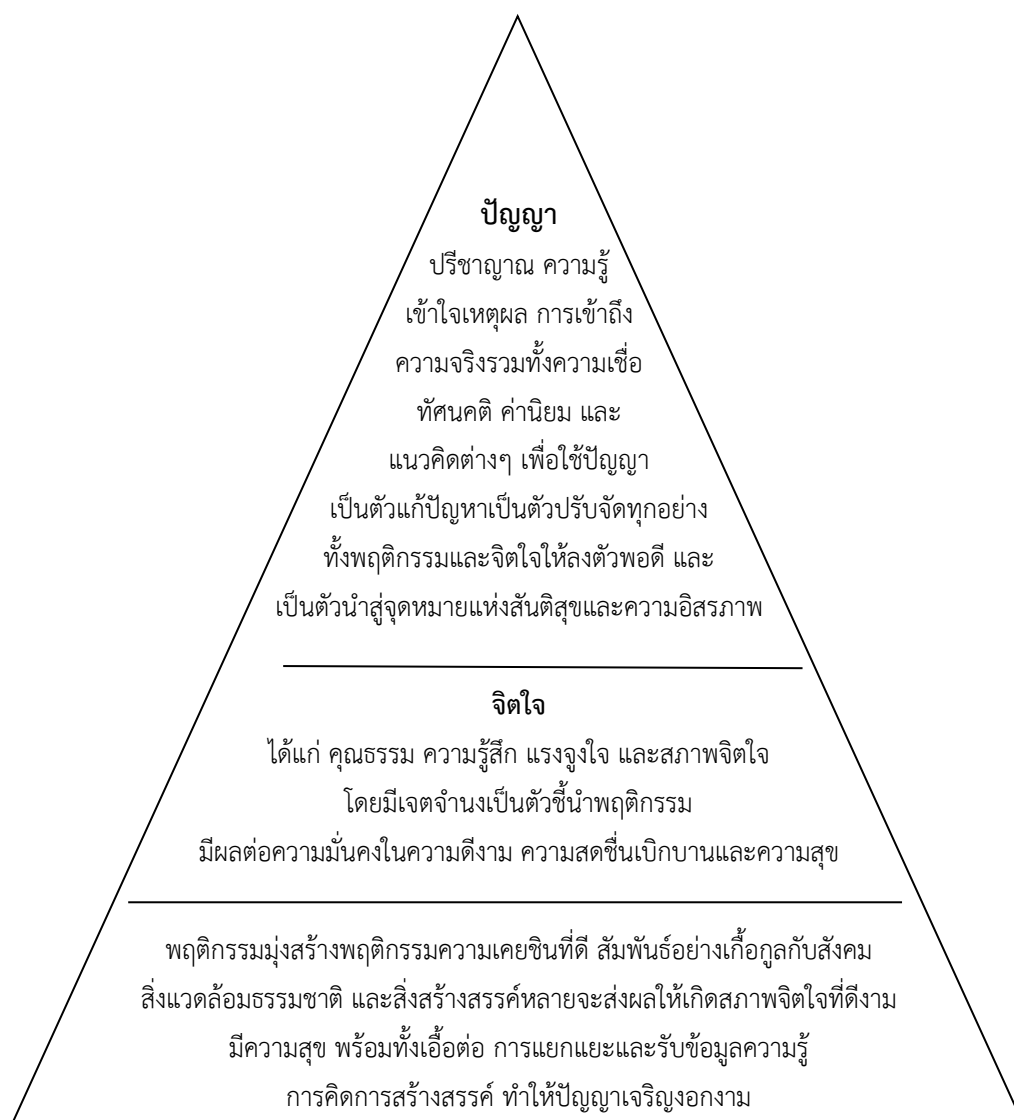 ปัญญา
ปรีชาญาณ ความรู้
เข้าใจเหตุผล การเข้าถึง
ความจริงรวมทั้งความเชื่อ
ทัศนคติ ค่านิยม และ
แนวคิดต่างๆ เพื่อใช้ปัญญา
เป็นตัวแก้ปัญหาเป็นตัวปรับจัดทุกอย่าง
ทั้งพฤติกรรมและจิตใจให้ลงตัวพอดี และ
เป็นตัวนำสู่จุดหมายแห่งสันติสุขและความอิสรภาพ
จิตใจ
ได้แก่ คุณธรรม ความรู้สึก แรงจูงใจ และสภาพจิตใจ
โดยมีเจตจำนงเป็นตัวชี้นำพฤติกรรม
มีผลต่อความมั่นคงในความดีงาม ความสดชื่นเบิกบานและความสุข
พฤติกรรมมุ่งสร้างพฤติกรรมความเคยชินที่ดี สัมพันธ์อย่างเกื้อกูลกับสังคม
สิ่งแวดล้อมธรรมชาติ และสิ่งสร้างสรรค์หลายจะส่งผลให้เกิดสภาพจิตใจที่ดีงาม
มีความสุข พร้อมทั้งเอื้อต่อ การแยกแยะและรับข้อมูลความรู้
การคิดการสร้างสรรค์ ทำให้ปัญญาเจริญงอกงาม